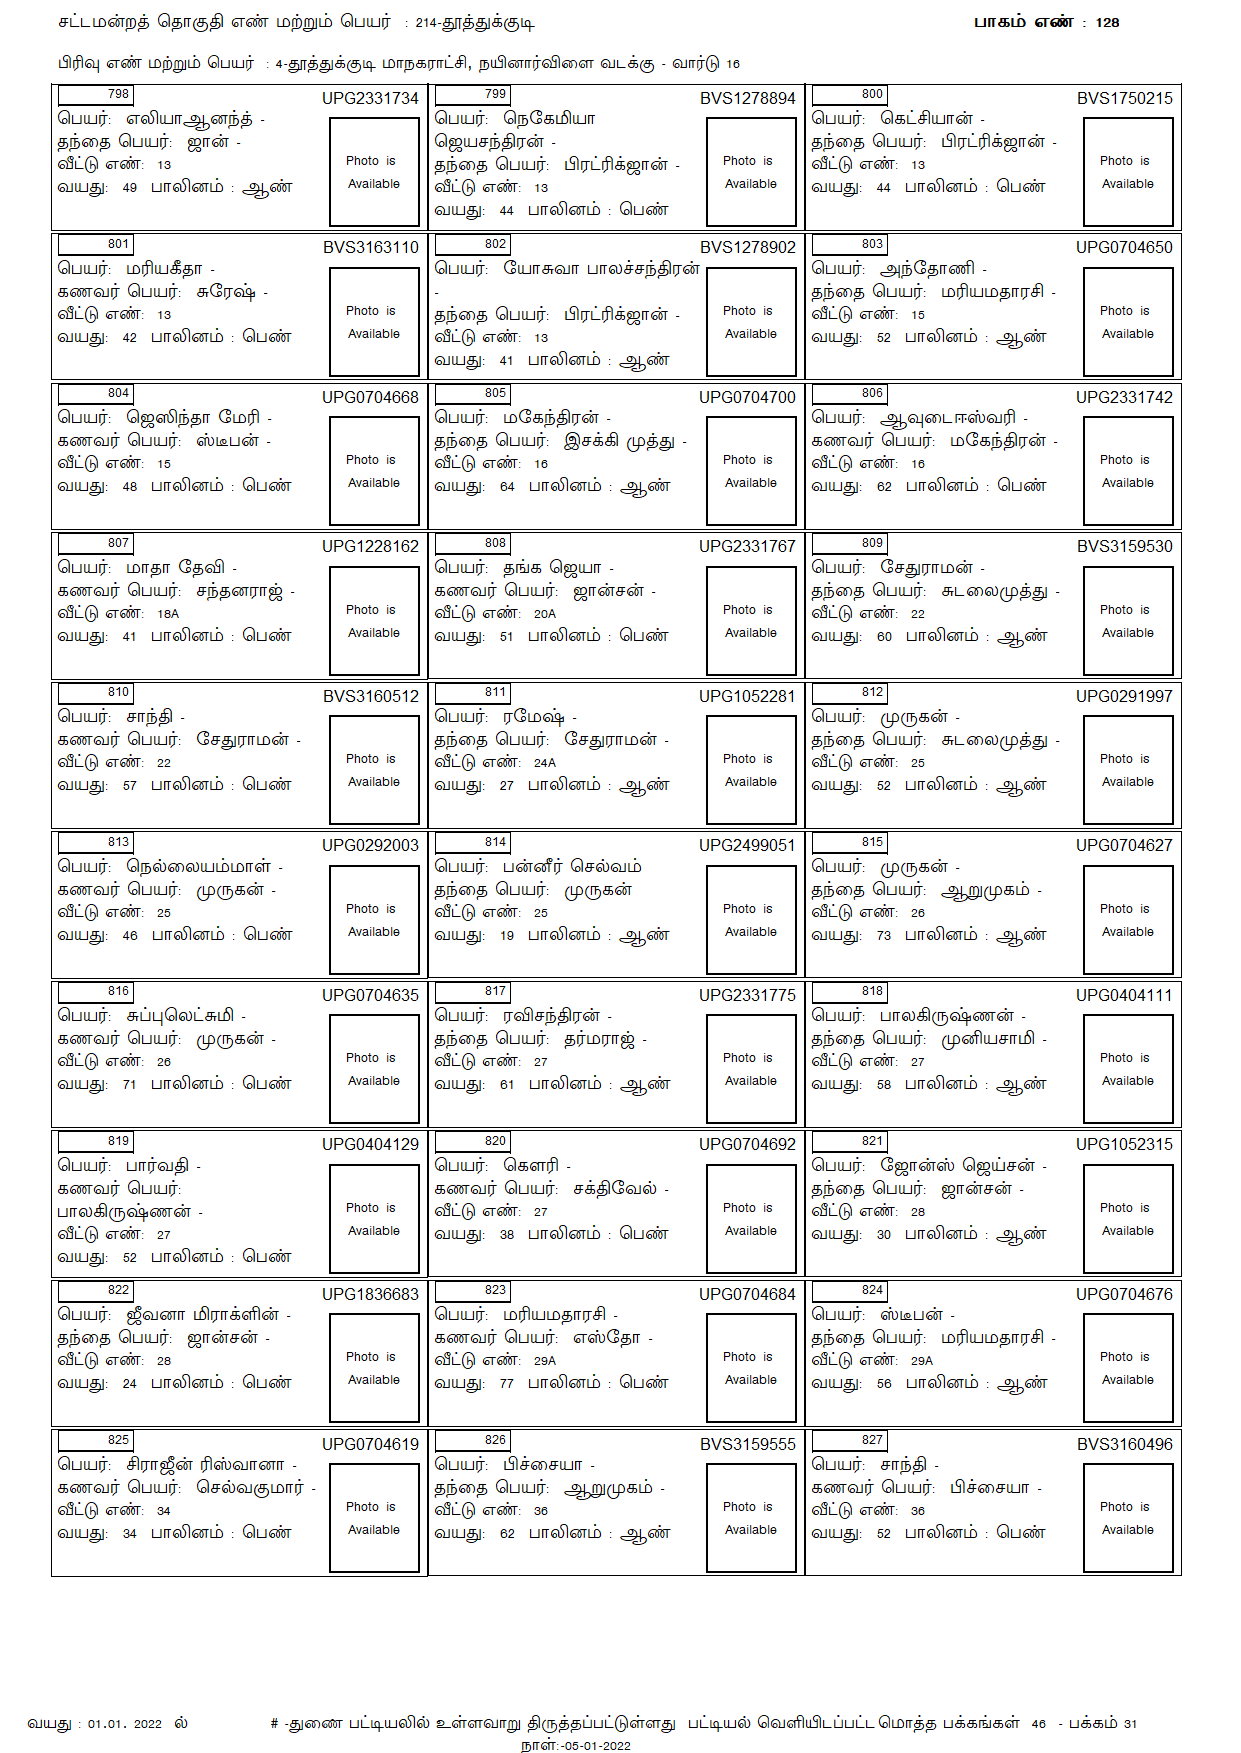 சட்டமன்றத் தொகுதி எண் மற்றும் பெயர் : 214-தூத்துக்குடி பாகம் எண் : 128
பிரிவு எண் மற்றும் பெயர் : 4-தூத்துக்குடி மாநகராட்சி, நயினார்விளை வடக்கு - வார்டு 16
798 UPG2331734
பெயர்: எலியாஆனந்த் -
தந்தை பெயர்: ஜான் -
வீட்டு எண்: 13
வயது: 49 பாலினம் : ஆண்
Photo is
Available
799 BVS1278894
பெயர்: நெகேமியா
ஜெயசந்திரன் -
தந்தை பெயர்: பிரட்ரிக்ஜான் -
வீட்டு எண்: 13
வயது: 44 பாலினம் : பெண்
Photo is
Available
800 BVS1750215
பெயர்: கெட்சியான் -
தந்தை பெயர்: பிரட்ரிக்ஜான் -
வீட்டு எண்: 13
வயது: 44 பாலினம் : பெண்
Photo is
Available
801 BVS3163110
பெயர்: மரியகீதா -
கணவர் பெயர்: சுரேஷ் -
வீட்டு எண்: 13
வயது: 42 பாலினம் : பெண்
Photo is
Available
802 BVS1278902
பெயர்: யோசுவா பாலச்சந்திரன்
-
தந்தை பெயர்: பிரட்ரிக்ஜான் -
வீட்டு எண்: 13
வயது: 41 பாலினம் : ஆண்
Photo is
Available
803 UPG0704650
பெயர்: அந்தோணி -
தந்தை பெயர்: மரியமதாரசி -
வீட்டு எண்: 15
வயது: 52 பாலினம் : ஆண்
Photo is
Available
804 UPG0704668
பெயர்: ஜெஸிந்தா மேரி -
கணவர் பெயர்: ஸ்டீபன் -
வீட்டு எண்: 15
வயது: 48 பாலினம் : பெண்
Photo is
Available
805 UPG0704700
பெயர்: மகேந்திரன் -
தந்தை பெயர்: இசக்கி முத்து -
வீட்டு எண்: 16
வயது: 64 பாலினம் : ஆண்
Photo is
Available
806 UPG2331742
பெயர்: ஆவுடைஈஸ்வரி -
கணவர் பெயர்: மகேந்திரன் -
வீட்டு எண்: 16
வயது: 62 பாலினம் : பெண்
Photo is
Available
807 UPG1228162
பெயர்: மாதா தேவி -
கணவர் பெயர்: சந்தனராஜ் -
வீட்டு எண்: 18A
வயது: 41 பாலினம் : பெண்
Photo is
Available
808 UPG2331767
பெயர்: தங்க ஜெயா -
கணவர் பெயர்: ஜான்சன் -
வீட்டு எண்: 20A
வயது: 51 பாலினம் : பெண்
Photo is
Available
809 BVS3159530
பெயர்: சேதுராமன் -
தந்தை பெயர்: சுடலைமுத்து -
வீட்டு எண்: 22
வயது: 60 பாலினம் : ஆண்
Photo is
Available
810 BVS3160512
பெயர்: சாந்தி -
கணவர் பெயர்: சேதுராமன் -
வீட்டு எண்: 22
வயது: 57 பாலினம் : பெண்
Photo is
Available
811 UPG1052281
பெயர்: ரமேஷ் -
தந்தை பெயர்: சேதுராமன் -
வீட்டு எண்: 24A
வயது: 27 பாலினம் : ஆண்
Photo is
Available
812 UPG0291997
பெயர்: முருகன் -
தந்தை பெயர்: சுடலைமுத்து -
வீட்டு எண்: 25
வயது: 52 பாலினம் : ஆண்
Photo is
Available
813 UPG0292003
பெயர்: நெல்லையம்மாள் -
கணவர் பெயர்: முருகன் -
வீட்டு எண்: 25
வயது: 46 பாலினம் : பெண்
Photo is
Available
814 UPG2499051
பெயர்: பன்னீர் செல்வம்
தந்தை பெயர்: முருகன்
வீட்டு எண்: 25
வயது: 19 பாலினம் : ஆண்
Photo is
Available
815 UPG0704627
பெயர்: முருகன் -
தந்தை பெயர்: ஆறுமுகம் -
வீட்டு எண்: 26
வயது: 73 பாலினம் : ஆண்
Photo is
Available
816 UPG0704635
பெயர்: சுப்புலெட்சுமி -
கணவர் பெயர்: முருகன் -
வீட்டு எண்: 26
வயது: 71 பாலினம் : பெண்
Photo is
Available
817 UPG2331775
பெயர்: ரவிசந்திரன் -
தந்தை பெயர்: தர்மராஜ் -
வீட்டு எண்: 27
வயது: 61 பாலினம் : ஆண்
Photo is
Available
818 UPG0404111
பெயர்: பாலகிருஷ்ணன் -
தந்தை பெயர்: முனியசாமி -
வீட்டு எண்: 27
வயது: 58 பாலினம் : ஆண்
Photo is
Available
819 UPG0404129
பெயர்: பார்வதி -
கணவர் பெயர்:
பாலகிருஷ்ணன் -
வீட்டு எண்: 27
வயது: 52 பாலினம் : பெண்
Photo is
Available
820 UPG0704692
பெயர்: கௌரி -
கணவர் பெயர்: சக்திவேல் -
வீட்டு எண்: 27
வயது: 38 பாலினம் : பெண்
Photo is
Available
821 UPG1052315
பெயர்: ஜோன்ஸ் ஜெய்சன் -
தந்தை பெயர்: ஜான்சன் -
வீட்டு எண்: 28
வயது: 30 பாலினம் : ஆண்
Photo is
Available
822 UPG1836683
பெயர்: ஜீவனா மிராக்ளின் -
தந்தை பெயர்: ஜான்சன் -
வீட்டு எண்: 28
வயது: 24 பாலினம் : பெண்
Photo is
Available
823 UPG0704684
பெயர்: மரியமதாரசி -
கணவர் பெயர்: எஸ்தோ -
வீட்டு எண்: 29A
வயது: 77 பாலினம் : பெண்
Photo is
Available
824 UPG0704676
பெயர்: ஸ்டீபன் -
தந்தை பெயர்: மரியமதாரசி -
வீட்டு எண்: 29A
வயது: 56 பாலினம் : ஆண்
Photo is
Available
825 UPG0704619
பெயர்: சிராஜீன் ரிஸ்வானா -
கணவர் பெயர்: செல்வகுமார் -
வீட்டு எண்: 34
வயது: 34 பாலினம் : பெண்
Photo is
Available
826 BVS3159555
பெயர்: பிச்சையா -
தந்தை பெயர்: ஆறுமுகம் -
வீட்டு எண்: 36
வயது: 62 பாலினம் : ஆண்
Photo is
Available
827 BVS3160496
பெயர்: சாந்தி -
கணவர் பெயர்: பிச்சையா -
வீட்டு எண்: 36
வயது: 52 பாலினம் : பெண்
Photo is
Available
வயது : 01.01. 2022 ல் # -துணை பட்டியலில் உள்ளவாறு திருத்தப்பட்டுள்ளது பட்டியல் வெளியிடப்பட்ட மொத்த பக்கங்கள் 46 - பக்கம் 31
நாள்:-05-01-2022